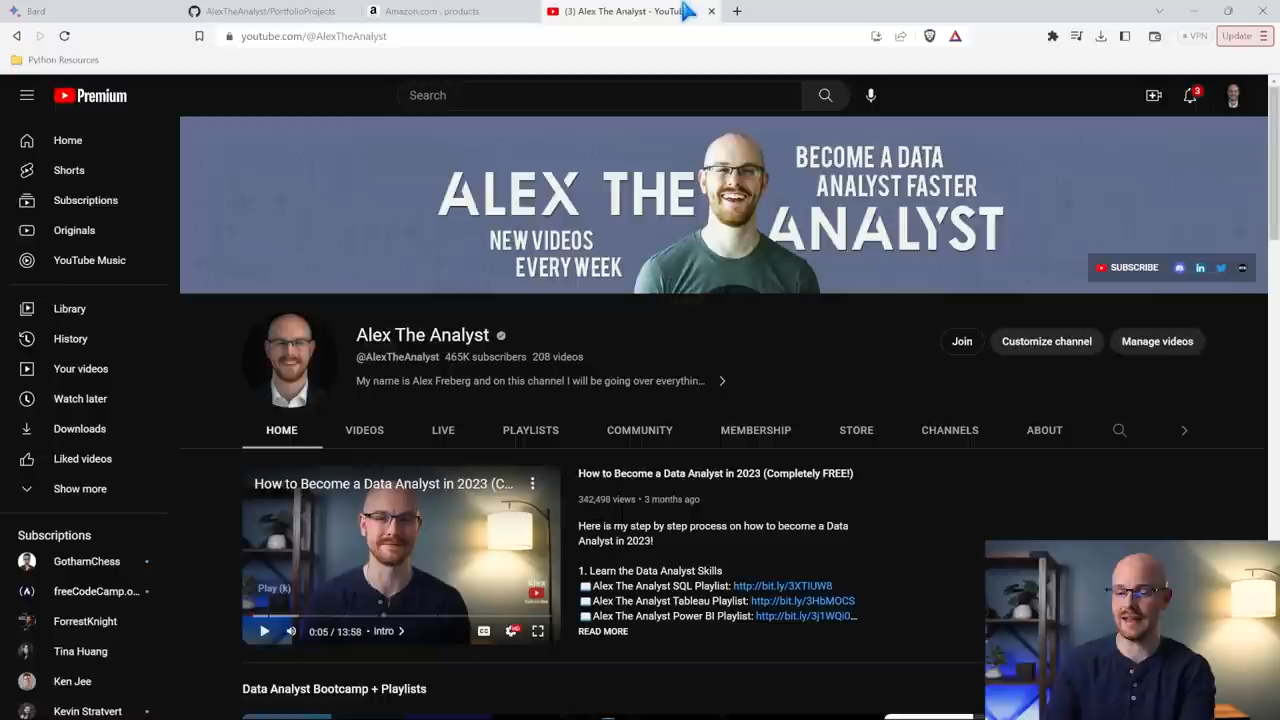 Bard
AlexTheAnalyst/PortfolioProjects
Amazon.com . products
(3) Alex The Analyst - YouTub
youtube.com/@AlexTheAnalyst
VPN
Update
Python Resources
Premium
Search
3
Home
Shorts
Subscriptions
Originals
YouTube Music
Library
History
Your videos
Watch later
Downloads
Liked videos
Show more
Subscriptions
GothamChess
freeCodeCamp.o...
ForrestKnight
Tina Huang
Ken Jee
Kevin Stratvert
ALEX THE ANALYST
NEW VIDEOS
EVERY WEEK
BECOME A DATA
ANALYST FASTER
SUBSCRIBE
Alex The Analyst
@AlexTheAnalyst 465K subscribers 208 videos
My name is Alex Freberg and on this channel I will be going over everythin...
Join
Customize channel
Manage videos
HOME
VIDEOS
LIVE
PLAYLISTS
COMMUNITY
MEMBERSHIP
STORE
CHANNELS
ABOUT
How to Become a Data Analyst in 2023 (C...
Play (k)
0:05 / 13:58 • Intro
How to Become a Data Analyst in 2023 (Completely FREE!)
342,498 views • 3 months ago
Here is my step by step process on how to become a Data
Analyst in 2023!
1. Learn the Data Analyst Skills
Alex The Analyst SQL Playlist: http://bit.ly/3XTIUW8
Alex The Analyst Tableau Playlist: http://bit.ly/3HbMOCS
Alex The Analyst Power BI Playlist: http://bit.ly/3j1WQi0...
READ MORE
Data Analyst Bootcamp + Playlists